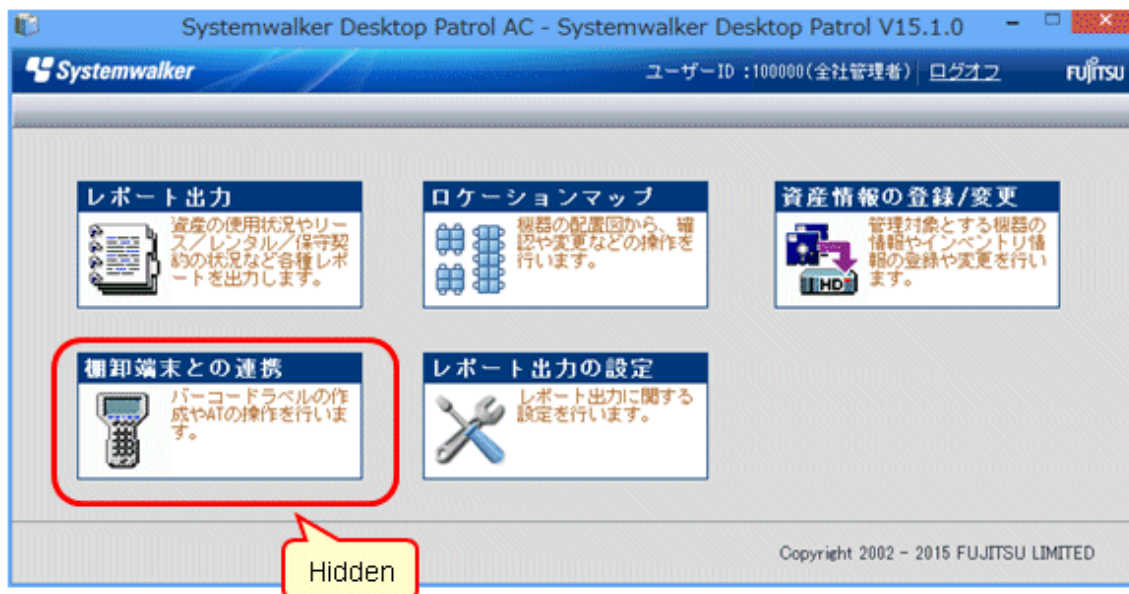 Systemwalker Desktop Patrol AC - Systemwalker Desktop Patrol V15.1.0
Systemwalker
ユーザーID :100000(全社管理者)
ログオフ
FUJITSU
レポート出力
資産の使用状況やリー
ス/レンタル/保守契
約の状況など各種レポ
ートを出力します。
ロケーションマップ
機器の配置図から、確
認や変更などの操作を
行います。
資産情報の登録/変更
管理対象とする機器の
情報やインベントリ情
報の登録や変更を行い
ます。
HD
棚卸端末との連携
バーコードラベルの作
成やATの操作を行いま
す。
レポート出力の設定
レポート出力に関する
設定を行います。
Hidden
Copyright 2002 - 2015 FUJITSU LIMITED